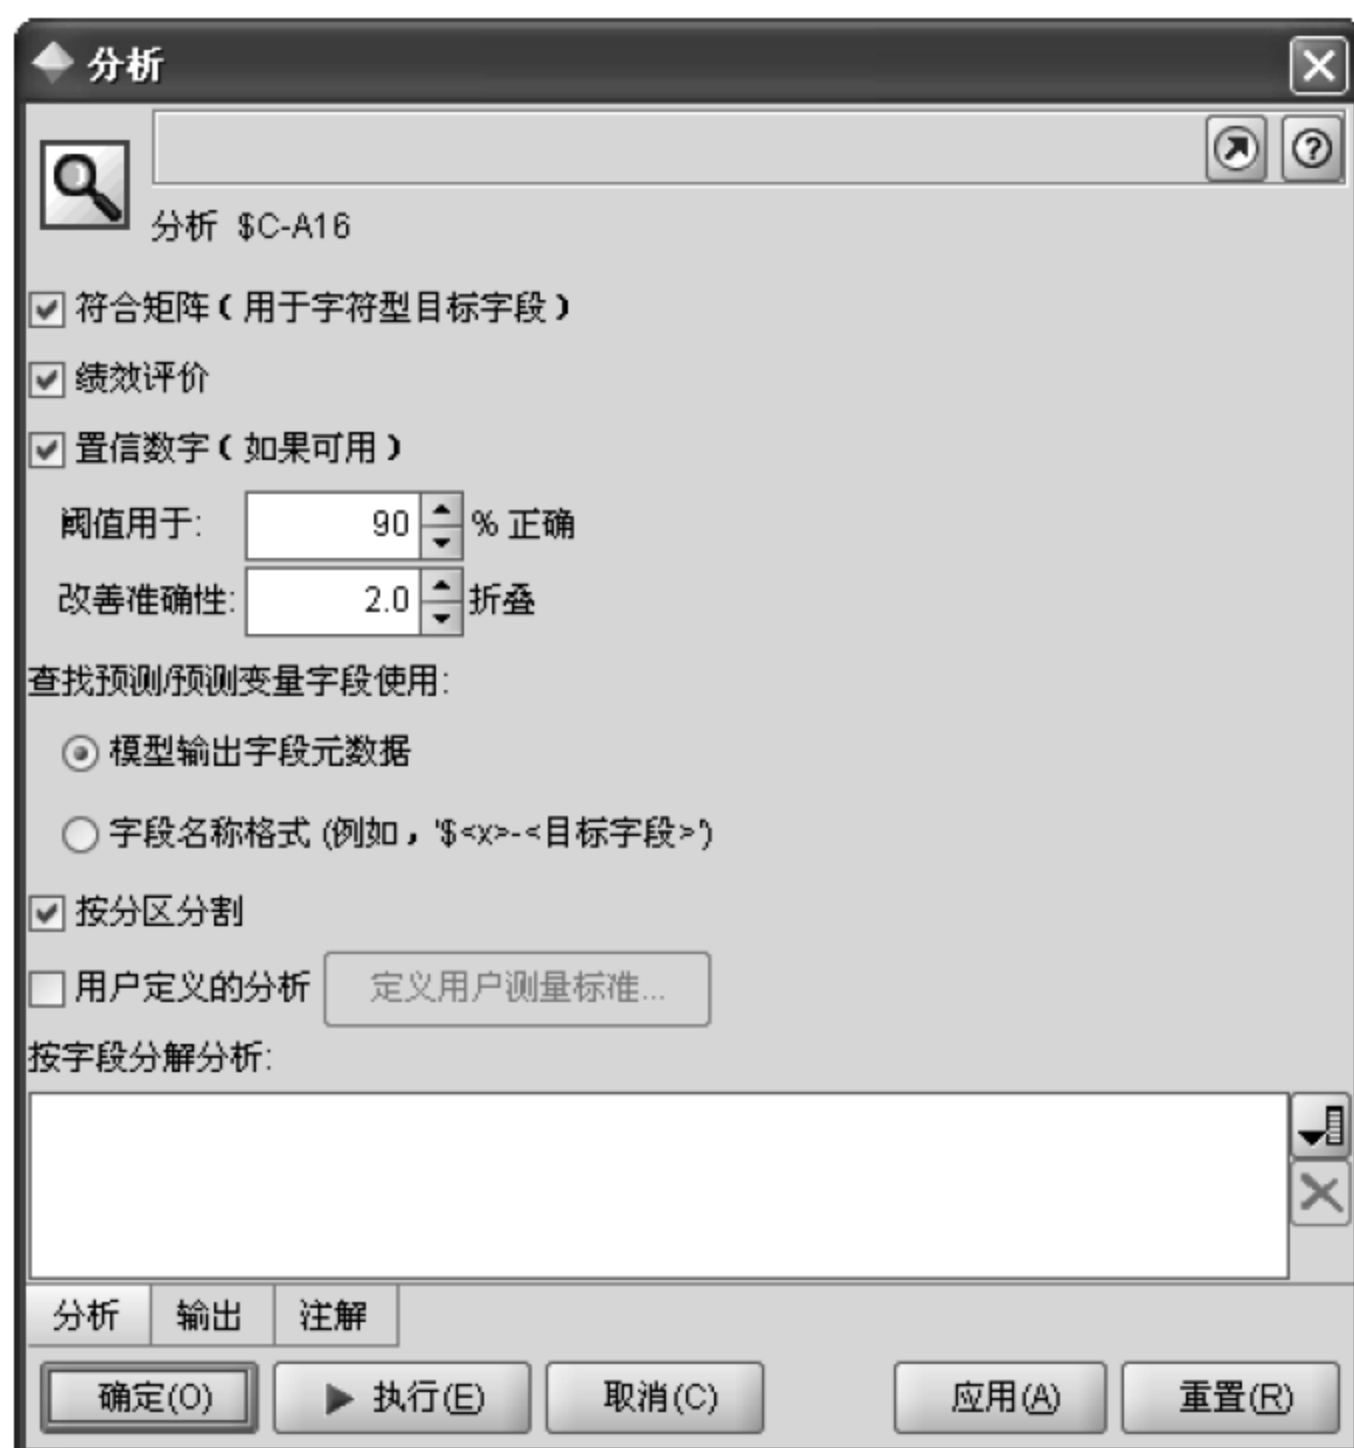 分析
分析 $C-A16
符合矩阵(用于字符型目标字段)
绩效评价
置信数字(如果可用)
阈值用于: 90 % 正确
改善准确性: 2.0 折叠
查找预测/预测变量字段使用:
模型输出字段元数据
字段名称格式 (例如，'$<x>-<目标字段>')
按分区分割
用户定义的分析 定义用户测量标准...
按字段分解分析:
分析 输出 注解
确定(O) 执行(E) 取消(C) 应用(A) 重置(R)